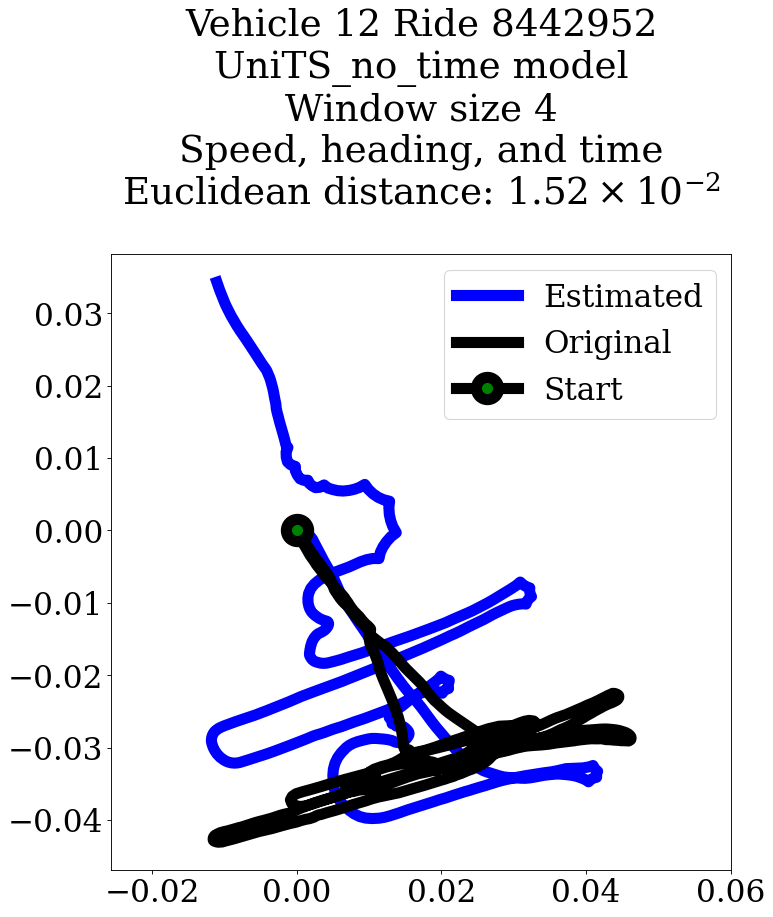 Vehicle 12 Ride 8442952
UniTS_no_time model
Window size 4
Speed, heading, and time
Euclidean distance: $1.52 \times 10^{-2}$
Estimated
Original
Start
0.03
0.02
0.01
0.00
−0.01
−0.02
−0.03
−0.04
−0.02 0.00 0.02 0.04 0.06